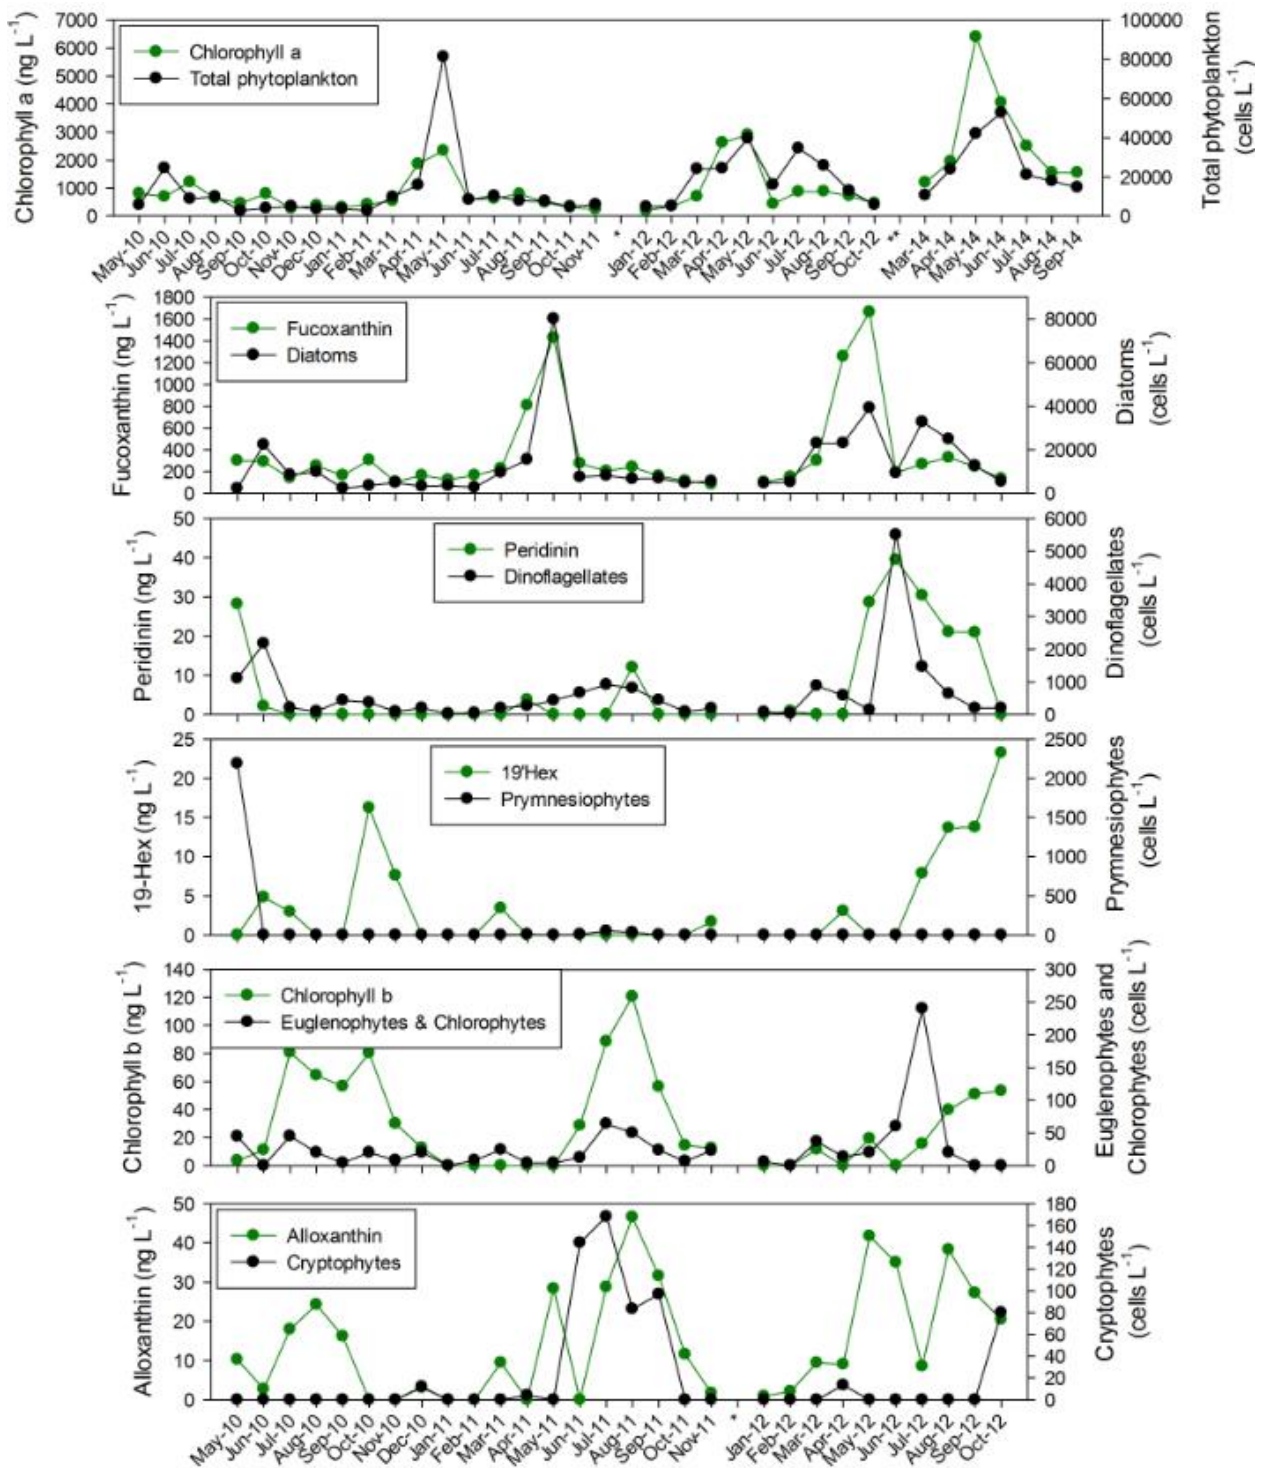 Chlorophyll a (ng L-1)
7000
6000
5000
4000
3000
2000
1000
0
Chlorophyll a
Total phytoplankton
100000
80000
60000
40000
20000
0
Total phytoplankton
(cells L-1)
May-10 Jun-10 Jul-10 Aug-10 Sep-10 Oct-10 Nov-10 Dec-10 Jan-11 Feb-11 Mar-11 Apr-11 May-11 Jun-11 Jul-11 Aug-11 Sep-11 Oct-11 Nov-11 * Jan-12 Feb-12 Mar-12 Apr-12 May-12 Jun-12 Jul-12 Aug-12 Sep-12 Oct-12 ** Mar-14 Apr-14 May-14 Jun-14 Jul-14 Aug-14 Sep-14
Fucoxanthin (ng L-1)
1800
1600
1400
1200
1000
800
600
400
200
0
Fucoxanthin
Diatoms
80000
60000
40000
20000
0
Diatoms
(cells L-1)
Peridinin (ng L-1)
50
40
30
20
10
0
Peridinin
Dinoflagellates
6000
5000
4000
3000
2000
1000
0
Dinoflagellates
(cells L-1)
19-Hex (ng L-1)
25
20
15
10
5
0
19'Hex
Prymnesiophytes
2500
2000
1500
1000
500
0
Prymnesiophytes
(cells L-1)
Chlorophyll b (ng L-1)
140
120
100
80
60
40
20
0
Chlorophyll b
Euglenophytes & Chlorophytes
300
250
200
150
100
50
0
Euglenophytes and
Chlorophytes (cells L-1)
Alloxanthin (ng L-1)
50
40
30
20
10
0
Alloxanthin
Cryptophytes
180
160
140
120
100
80
60
40
20
0
Cryptophytes
(cells L-1)
May-10 Jun-10 Jul-10 Aug-10 Sep-10 Oct-10 Nov-10 Dec-10 Jan-11 Feb-11 Mar-11 Apr-11 May-11 Jun-11 Jul-11 Aug-11 Sep-11 Oct-11 Nov-11 * Jan-12 Feb-12 Mar-12 Apr-12 May-12 Jun-12 Jul-12 Aug-12 Sep-12 Oct-12